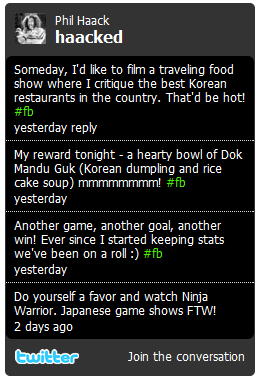 Phil Haack
haacked
Someday, I'd like to film a traveling food
show where I critique the best Korean
restaurants in the country. That'd be hot!
#fb
yesterday reply
My reward tonight - a hearty bowl of Dok
Mandu Guk (Korean dumpling and rice
cake soup) mmmmmmmm! #fb
yesterday
Another game, another goal, another
win! Ever since I started keeping stats
we've been on a roll :) #fb
yesterday
Do yourself a favor and watch Ninja
Warrior. Japanese game shows FTW!
2 days ago
twitter Join the conversation